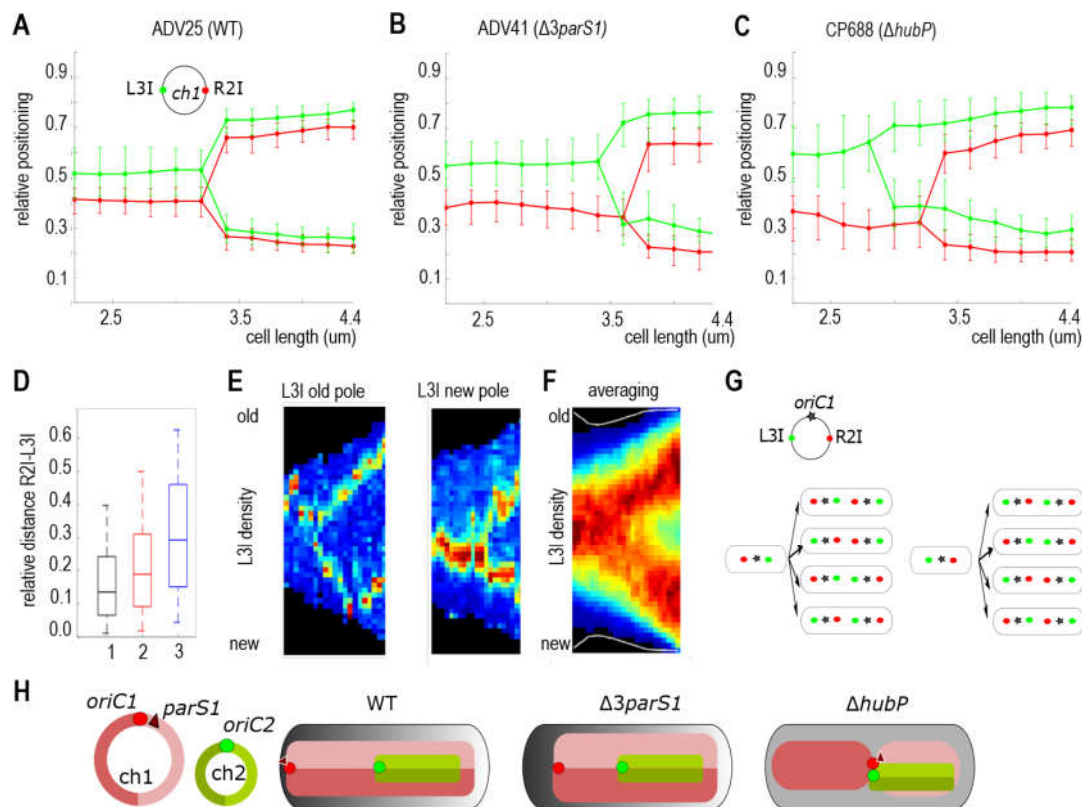 A
ADV25 (WT)
relative positioning
0.9
0.7
0.5
0.3
0.1
L3I
ch1
R2I
2.5
3.5
4.4
cell length (um)
B
ADV41 (Δ3parS1)
0.9
0.7
0.5
0.3
0.1
2.5
3.5
4.4
cell length (um)
C
CP688 (ΔhubP)
0.9
0.7
0.5
0.3
0.1
2.5
3.5
4.4
cell length (um)
D
relative distance R2I-L3I
0.6
0.5
0.4
0.3
0.2
0.1
0.0
1
2
3
E
L3I old pole
L3I new pole
old
L3I density
new
F
averaging
old
L3I density
new
G
oriC1
L3I
R2I
H
oriC1
parS1
oriC2
ch1
ch2
WT
Δ3parS1
ΔhubP